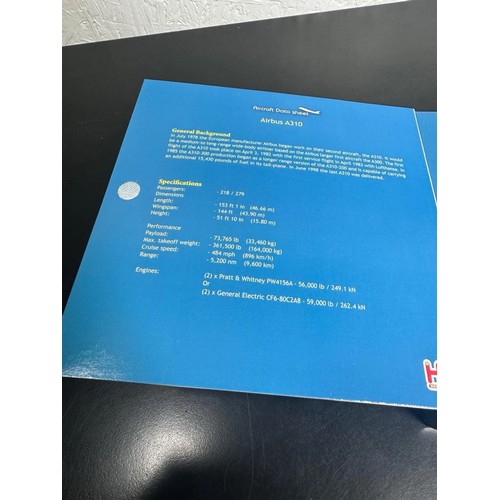 Aircraft Data Sheet
Airbus A310
General Background
In July 1978 the European manufacturer Airbus began work on their second aircraft, the A310. It would
be a medium-to long-range wide-body airliner based on the Airbus larger first aircraft the A300. The first
flight of the A310 took place on April 3, 1982 with the first service flight in April 1983 with Lufthansa. In
1985 the A310-300 production began as a longer range version of the A310-200 and is capable of carrying
an additional 15,430 pounds of fuel in its tail-plane. In June 1998 the last A310 was delivered.
Specifications
Passengers: - 218 / 279
Dimensions
Length: - 153 ft 1 in (46.66 m)
Wingspan: - 144 ft (43.90 m)
Height: - 51 ft 10 in (15.80 m)
Performance
Payload: - 73,765 lb (33,460 kg)
Max. takeoff weight: - 361,500 lb (164,000 kg)
Cruise speed: - 484 mph (896 km/h)
Range: - 5,200 nm (9,600 km)
Engines: (2) x Pratt & Whitney PW4156A - 56,000 lb / 249.1 kN
Or
(2) x General Electric CF6-80C2A8 - 59,000 lb / 262.4 kN
H